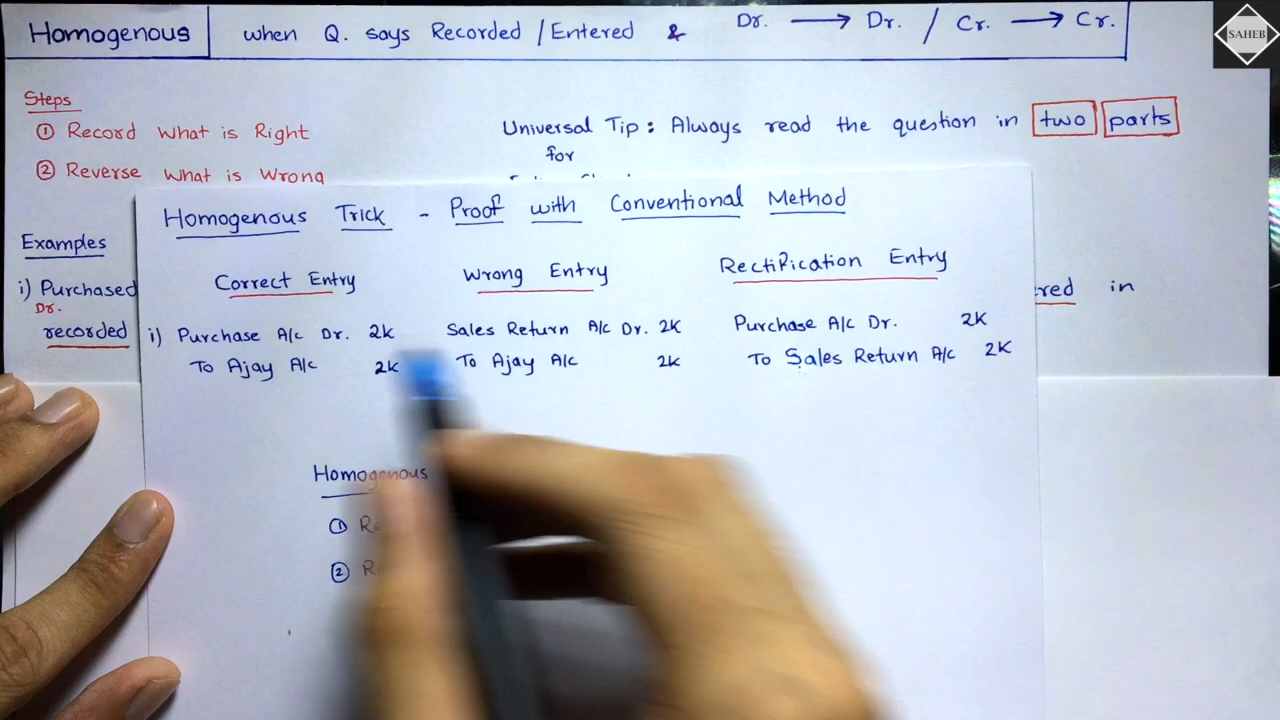 Homogenous when Q. says Recorded / Entered & Dr. → Dr. / Cr. → Cr.
SAHEB
Steps
① Record what is Right
② Reverse what is Wrong
Universal Tip : Always read the question in two parts
for
Homogenous Trick - Proof with Conventional Method
Examples
i) Purchased
Dr.
recorded
red in
Correct Entry Wrong Entry Rectification Entry
i) Purchase A/c Dr. 2K Sales Return A/c Dr. 2K Purchase A/c Dr. 2K
To Ajay A/c 2K To Ajay A/c 2K To Sales Return A/c 2K
Homogenous
① R
② R